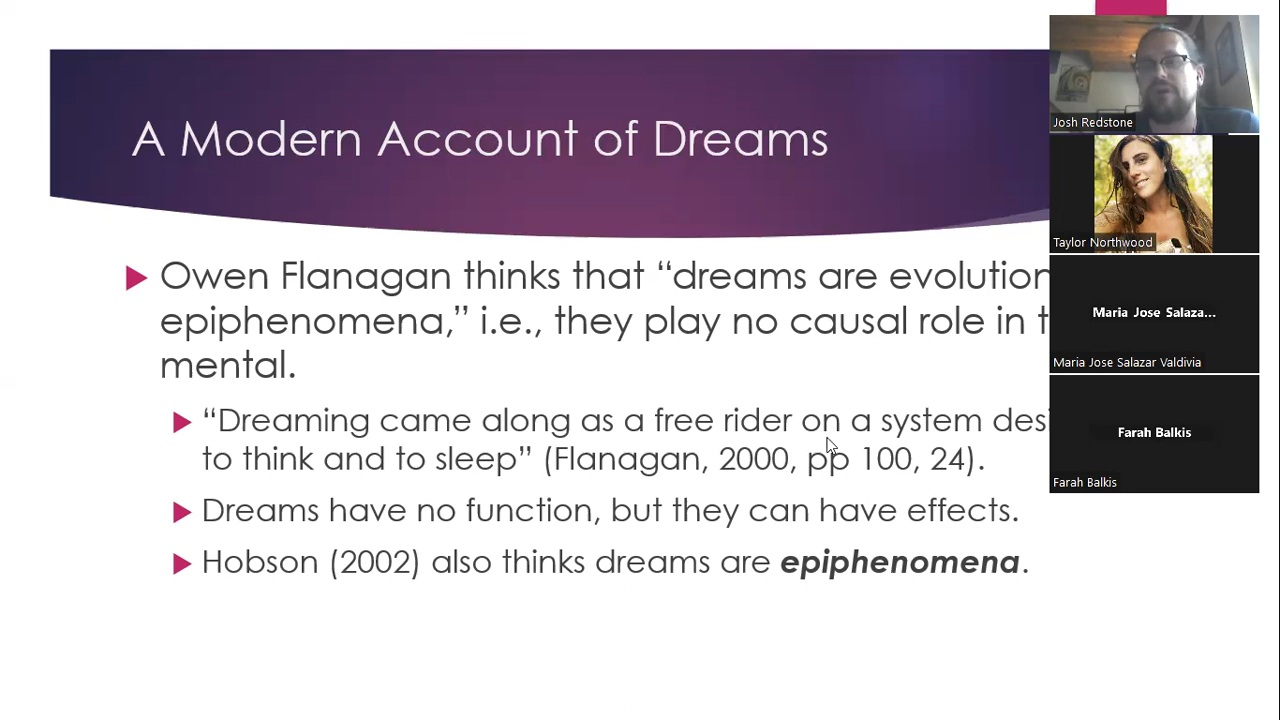 A Modern Account of Dreams
Owen Flanagan thinks that “dreams are evolution
epiphenomena,” i.e., they play no causal role in t
mental.
“Dreaming came along as a free rider on a system desi
to think and to sleep” (Flanagan, 2000, pp 100, 24).
Dreams have no function, but they can have effects.
Hobson (2002) also thinks dreams are epiphenomena.
Josh Redstone
Taylor Northwood
Maria Jose Salaza...
Maria Jose Salazar Valdivia
Farah Balkis
Farah Balkis